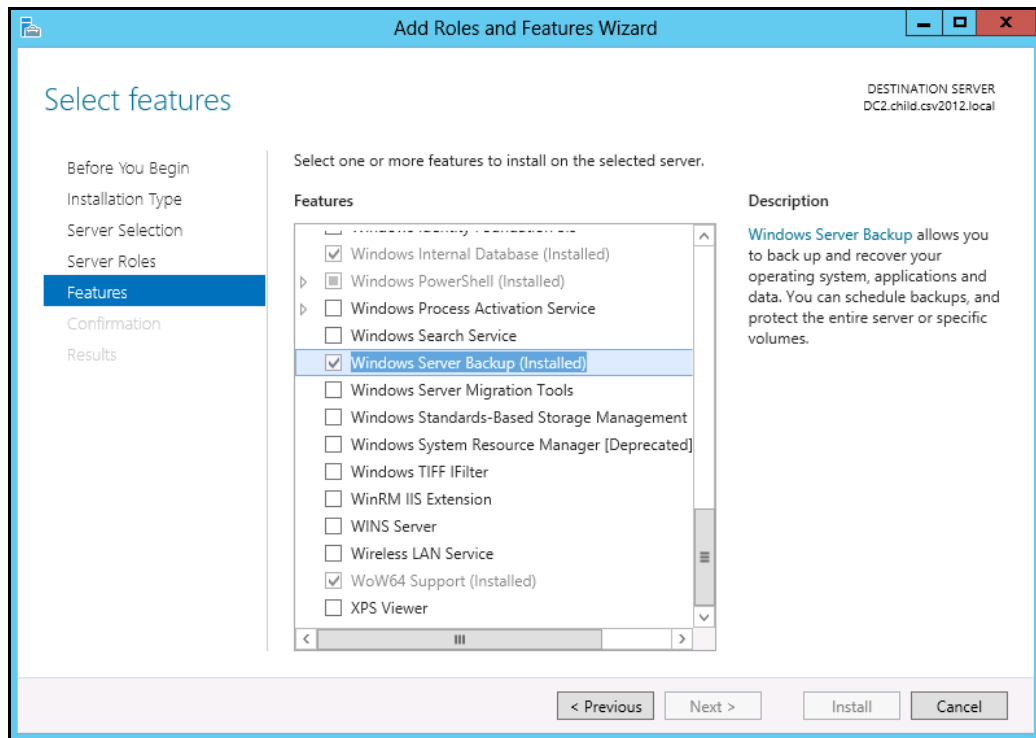 Add Roles and Features Wizard
Select features
DESTINATION SERVER
DC2.child.csv2012.local
Before You Begin
Installation Type
Server Selection
Server Roles
Features
Confirmation
Results
Select one or more features to install on the selected server.
Features
Windows Internal Database (Installed)
Windows PowerShell (Installed)
Windows Process Activation Service
Windows Search Service
Windows Server Backup (Installed)
Windows Server Migration Tools
Windows Standards-Based Storage Management
Windows System Resource Manager [Deprecated]
Windows TIFF IFilter
WinRM IIS Extension
WINS Server
Wireless LAN Service
WoW64 Support (Installed)
XPS Viewer
Description
Windows Server Backup allows you
to back up and recover your
operating system, applications and
data. You can schedule backups, and
protect the entire server or specific
volumes.
< Previous
Next >
Install
Cancel